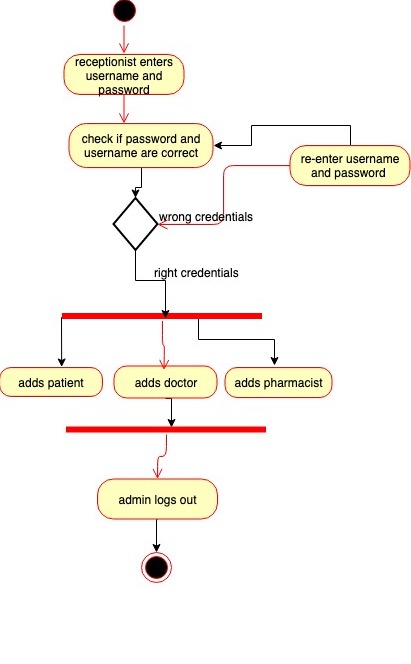 receptionist enters
username and
password
check if password and
username are correct
re-enter username
and password
wrong credentials
right credentials
adds patient
adds doctor
adds pharmacist
admin logs out